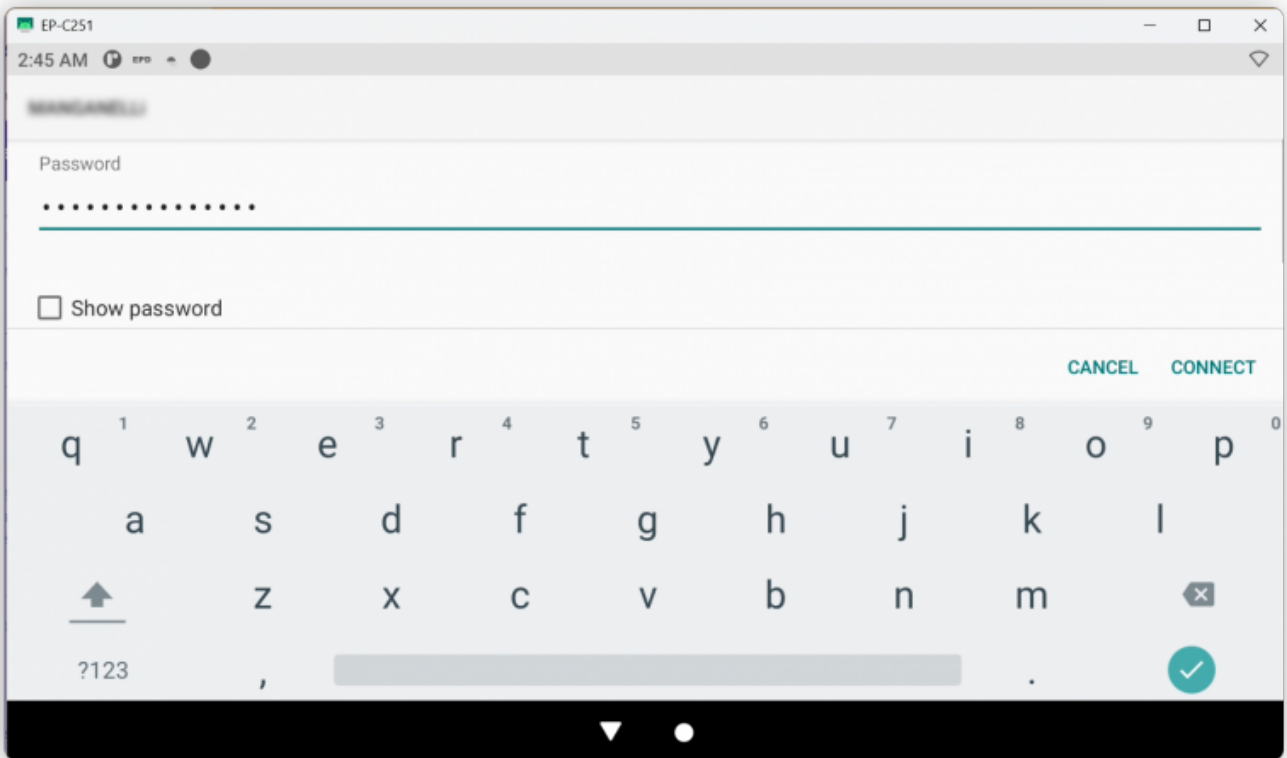 EP-C251
2:45 AM EPD
Password
•••••••••••••••
Show password
CANCEL CONNECT
q 1 w 2 e 3 r 4 t 5 y 6 u 7 i 8 o 9 p 0
a s d f g h j k l
z x c v b n m
?123 , .